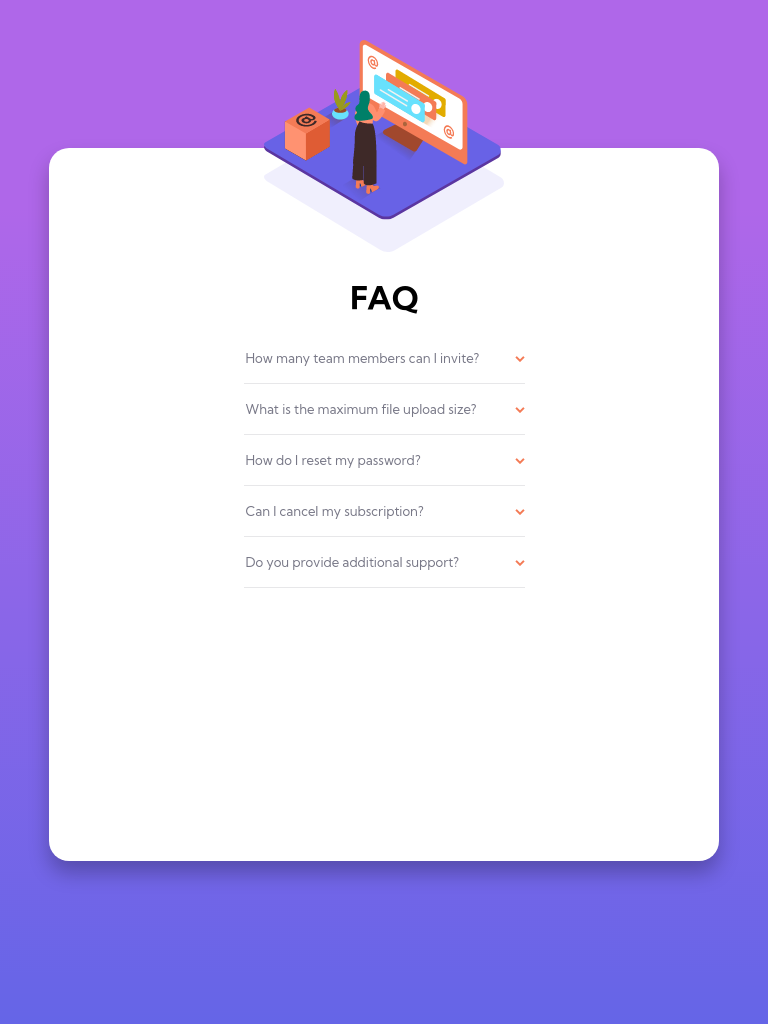 @
@
@
FAQ
How many team members can I invite?
What is the maximum file upload size?
How do I reset my password?
Can I cancel my subscription?
Do you provide additional support?